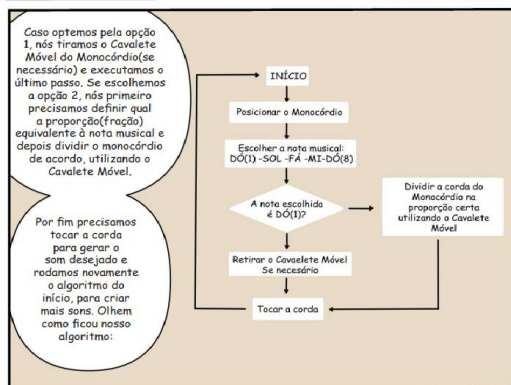 Caso optemos pela opção
1, nós tiramos o Cavalete
Móvel do Monocórdio(se
necessário) e executamos o
último passo. Se escolhemos
a opção 2, nós primeiro
precisamos definir qual
a proporção(fração)
equivalente à nota musical e
depois dividir o monocórdio
de acordo, utilizando o
Cavalete Móvel.
Por fim precisamos
tocar a corda
para gerar o
som desejado e
rodamos novamente
o algoritmo do
início, para criar
mais sons. Olhem
como ficou nosso
algoritmo:
INÍCIO
Posicionar o Monocórdio
Escolher a nota musical:
DÓ(1) -SOL -FÁ -MI-DÓ(8)
A nota escolhida
é DÓ(1)?
Dividir a corda do
Monocórdio na
proporção certa
utilizando o Cavalete
Móvel
Retirar o Cavaelete Móvel
Se necesário
Tocar a corda